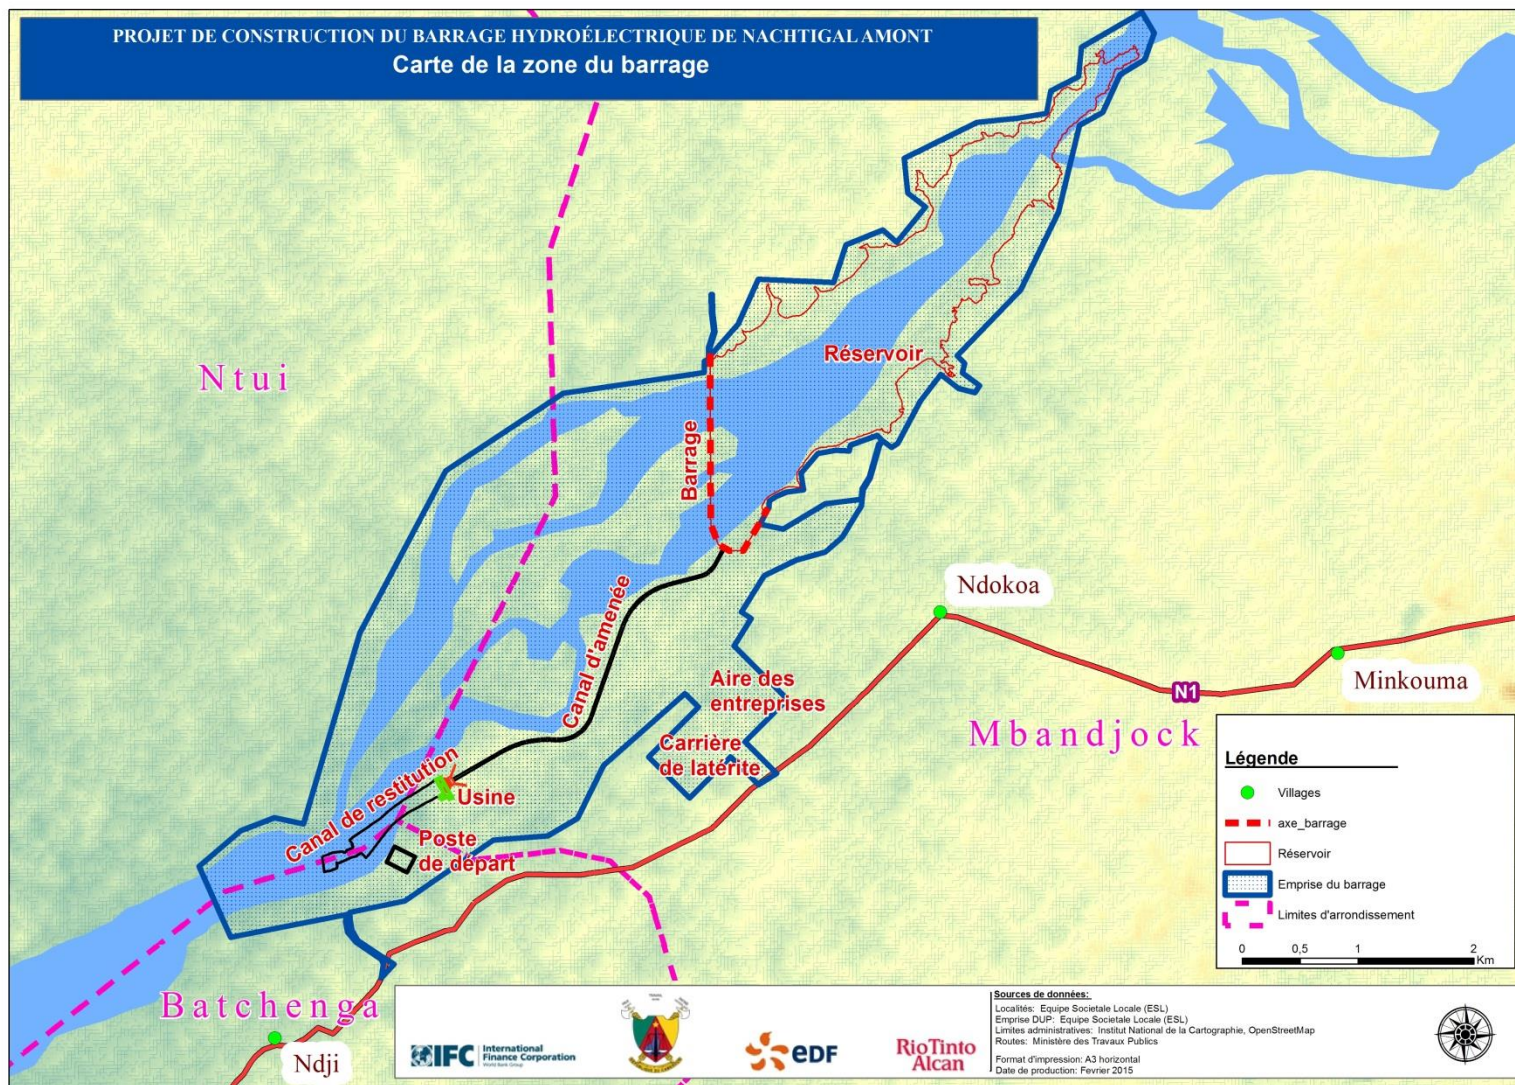 PROJET DE CONSTRUCTION DU BARRAGE HYDROÉLECTRIQUE DE NACHTIGAL AMONT
Carte de la zone du barrage
Ntui
Réservoir
Barrage
Canal d'amenée
Ndokoa
Minkouma
N1
Mbandjock
Aire des
entreprises
Carrière
de latérite
Canal de restitution
Usine
Poste
de départ
Batchenga
Ndji
Légende
Villages
axe_barrage
Réservoir
Emprise du barrage
Limites d'arrondissement
0 0,5 1 2
Km
IFC
International
Finance Corporation
World Bank Group
eDF
RioTinto
Alcan
Sources de données:
Localités: Equipe Societale Locale (ESL)
Emprise DUP: Equipe Societale Locale (ESL)
Limites administratives: Institut National de la Cartographie, OpenStreetMap
Routes: Ministère des Travaux Publics
Format d'impression: A3 horizontal
Date de production: Fevrier 2015